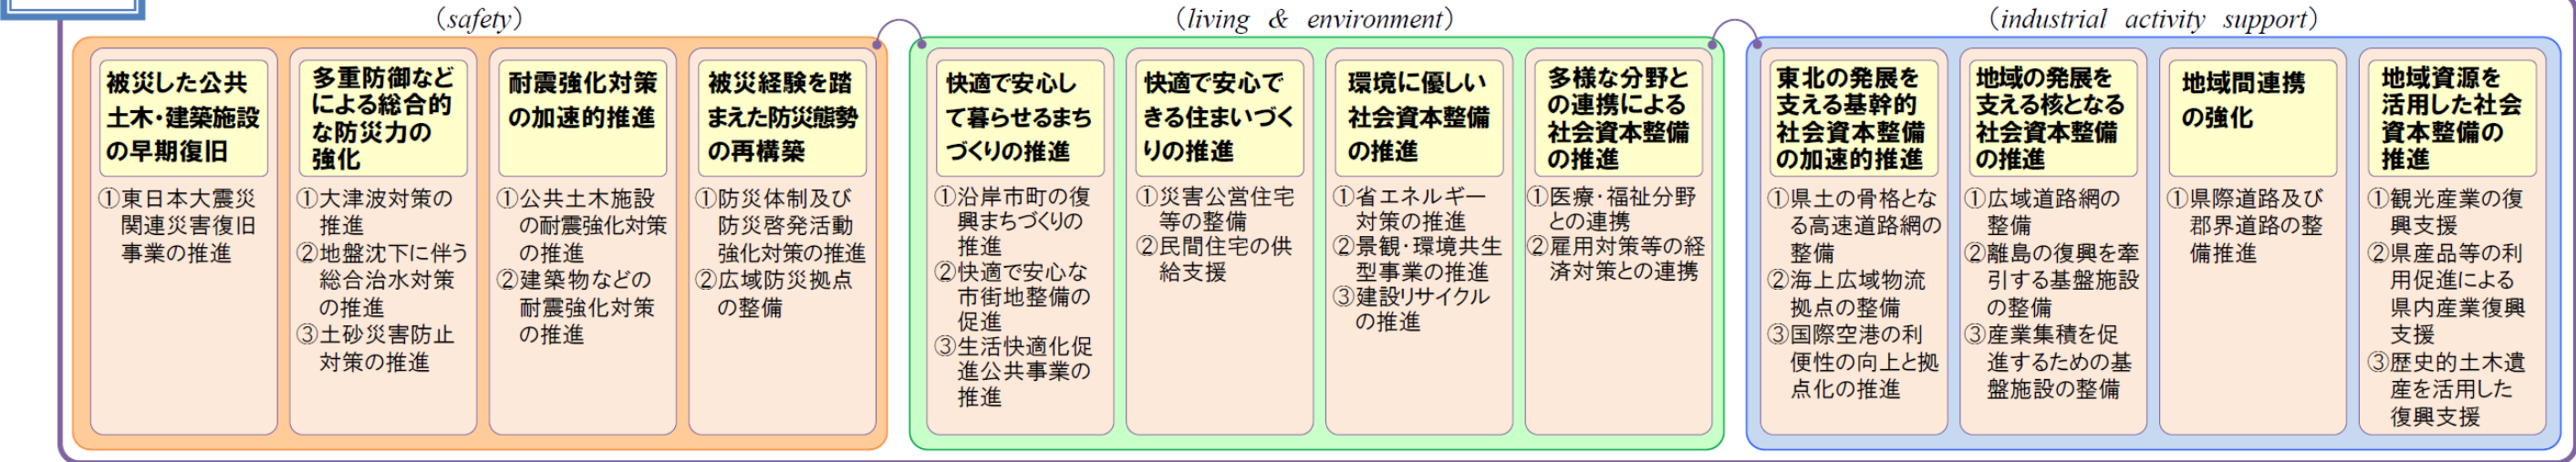 （safety）
被災した公共
土木・建築施設
の早期復旧
①東日本大震災
関連災害復旧
事業の推進
多重防御など
による総合的
な防災力の
強化
①大津波対策の
推進
②地盤沈下に伴う
総合治水対策
の推進
③土砂災害防止
対策の推進
耐震強化対策
の加速的推進
①公共土木施設
の耐震強化対策
の推進
②建築物などの
耐震強化対策
の推進
被災経験を踏
まえた防災態勢
の再構築
①防災体制及び
防災啓発活動
強化対策の推進
②広域防災拠点
の整備
（living & environment）
快適で安心し
て暮らせるまち
づくりの推進
①沿岸市町の復
興まちづくりの
推進
②快適で安心な
市街地整備の
促進
③生活快適化促
進公共事業の
推進
快適で安心で
きる住まいづく
りの推進
①災害公営住宅
等の整備
②民間住宅の供
給支援
環境に優しい
社会資本整備
の推進
①省エネルギー
対策の推進
②景観・環境共生
型事業の推進
③建設リサイクル
の推進
多様な分野と
の連携による
社会資本整備
の推進
①医療・福祉分野
との連携
②雇用対策等の経
済対策との連携
（industrial activity support）
東北の発展を
支える基幹的
社会資本整備
の加速的推進
①県土の骨格とな
る高速道路網の
整備
②海上広域物流
拠点の整備
③国際空港の利
便性の向上と拠
点化の推進
地域の発展を
支える核となる
社会資本整備
の推進
①広域道路網の
整備
②離島の復興を牽
引する基盤施設
の整備
③産業集積を促
進するための基
盤施設の整備
地域間連携
の強化
①県際道路及び
郡界道路の整
備推進
地域資源を
活用した社会
資本整備の
推進
①観光産業の復
興支援
②県産品等の利
用促進による
県内産業復興
支援
③歴史的土木遺
産を活用した
復興支援